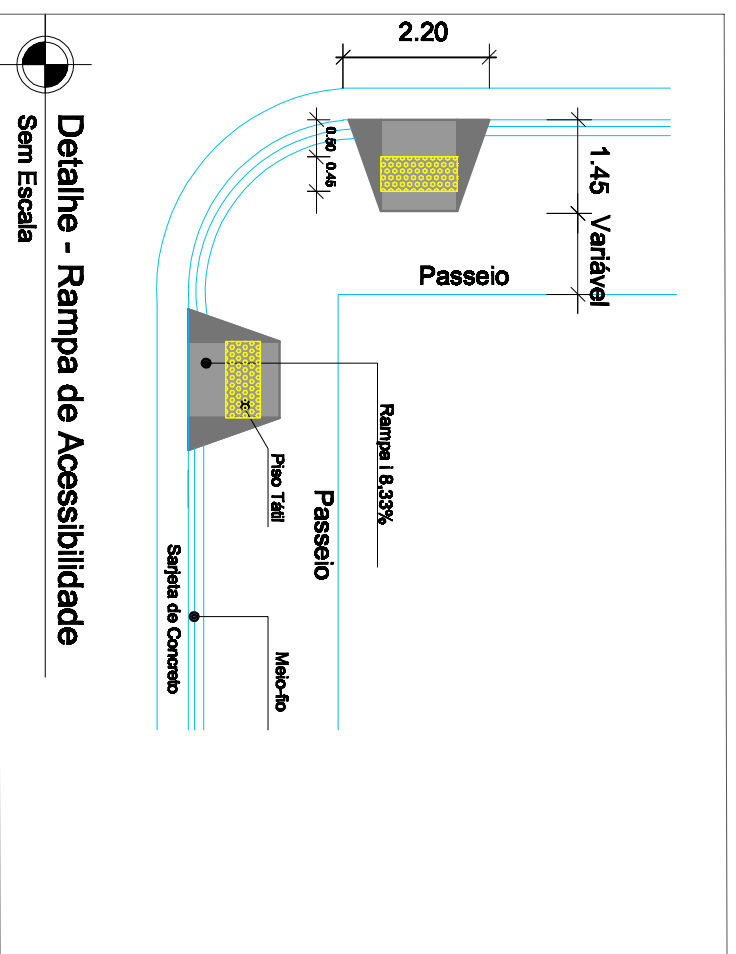 2.20
0.50
0.45
1.45
Variável
Passeio
Rampa i 8,33%
Piso Tátil
Passeio
Meio-fio
Sarjeta de Concreto
Detalhe - Rampa de Acessibilidade
Sem Escala